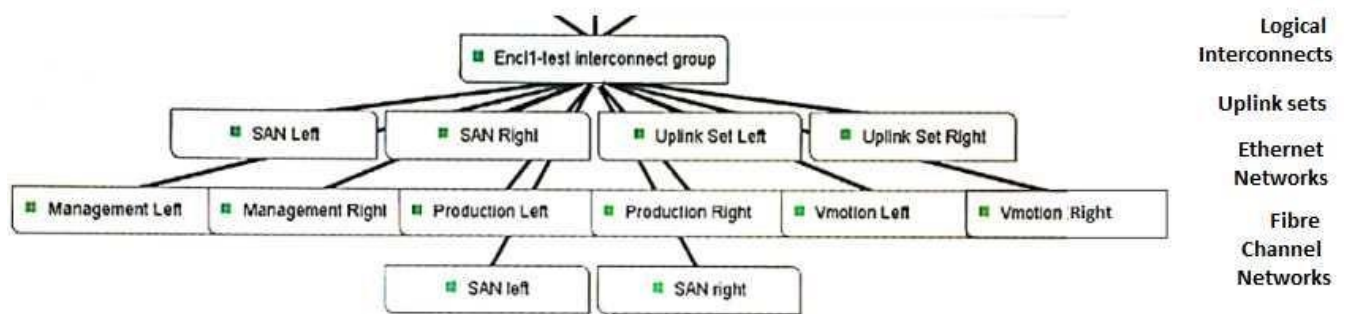 Logical
Interconnects
Encl1-test interconnect group
Uplink sets
SAN Left
SAN Right
Uplink Set Left
Uplink Set Right
Ethernet
Networks
Management Left
Management Right
Production Left
Production Right
Vmotion Left
Vmotion Right
Fibre
Channel
Networks
SAN left
SAN right